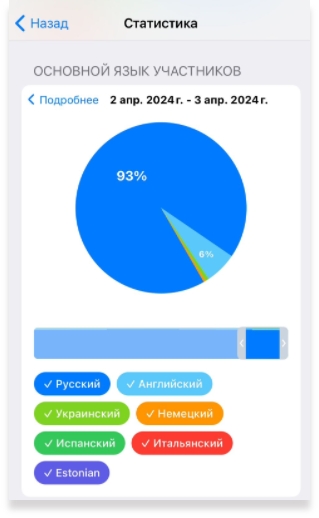 Назад Статистика
ОСНОВНОЙ ЯЗЫК УЧАСТНИКОВ
Подробнее 2 апр. 2024 г. - 3 апр. 2024 г.
93%
6%
Русский Английский
Украинский Немецкий
Испанский Итальянский
Estonian